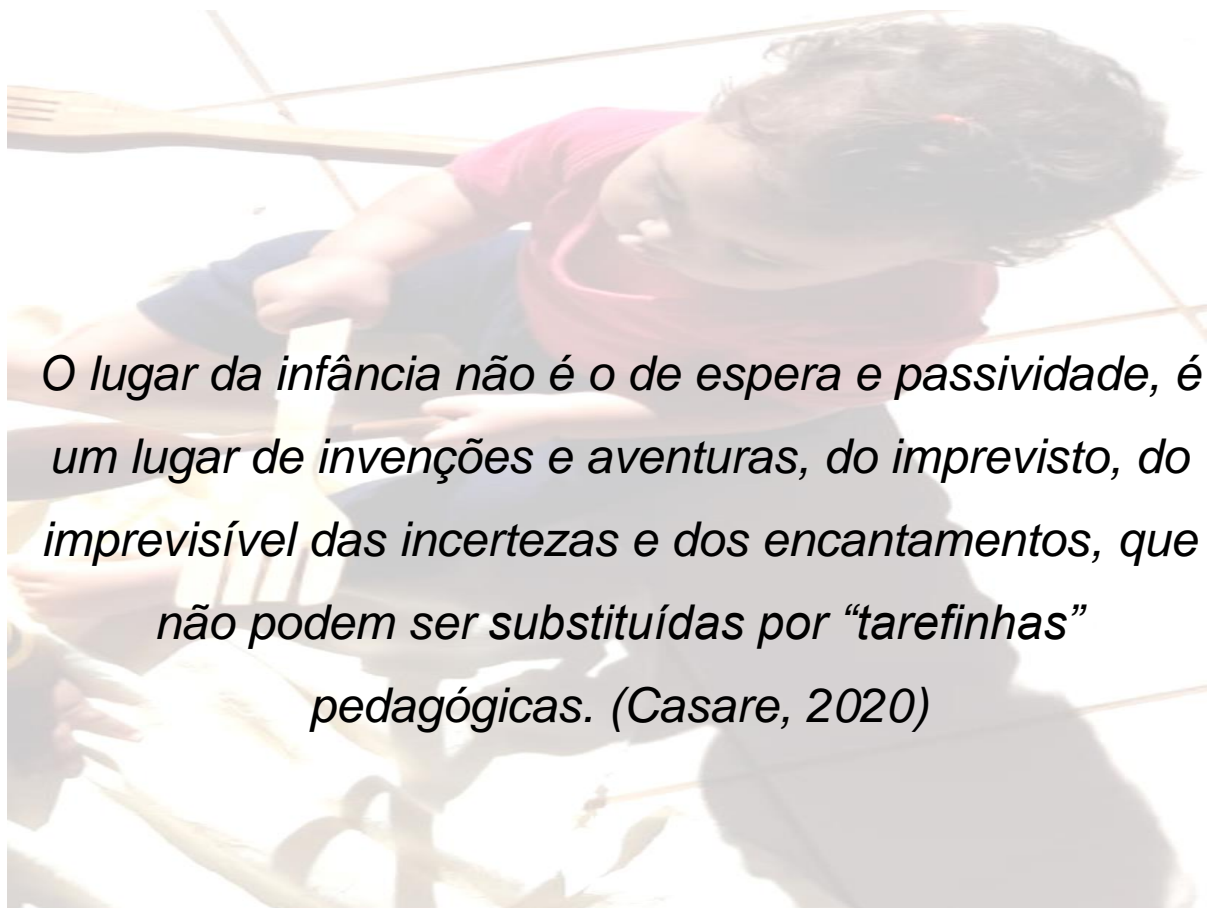 O lugar da infância não é o de espera e passividade, é
um lugar de invenções e aventuras, do imprevisto, do
imprevisível das incertezas e dos encantamentos, que
não podem ser substituídas por “tarefinhas”
pedagógicas. (Casare, 2020)